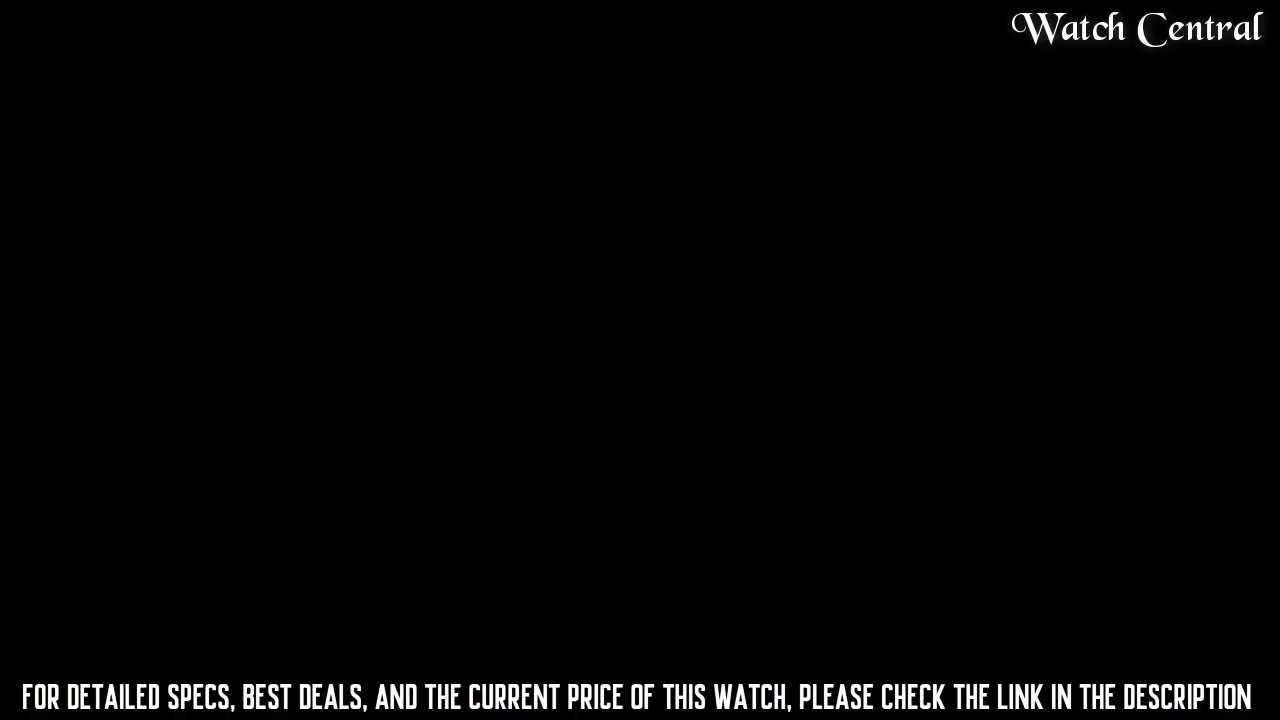 Watch Central
FOR DETAILED SPECS, BEST DEALS, AND THE CURRENT PRICE OF THIS WATCH, PLEASE CHECK THE LINK IN THE DESCRIPTION